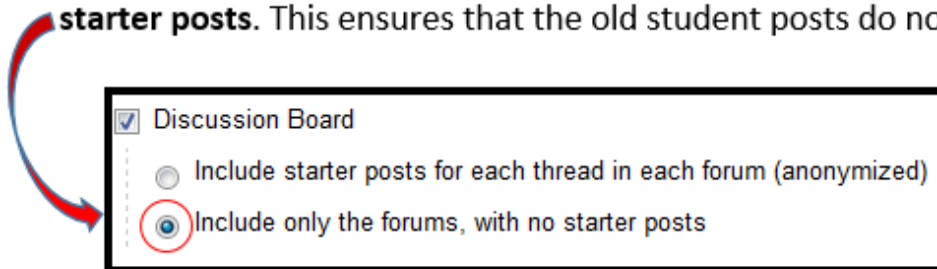 starter posts. This ensures that the old student posts do
Discussion Board
Include starter posts for each thread in each forum (anonymized)
Include only the forums, with no starter posts